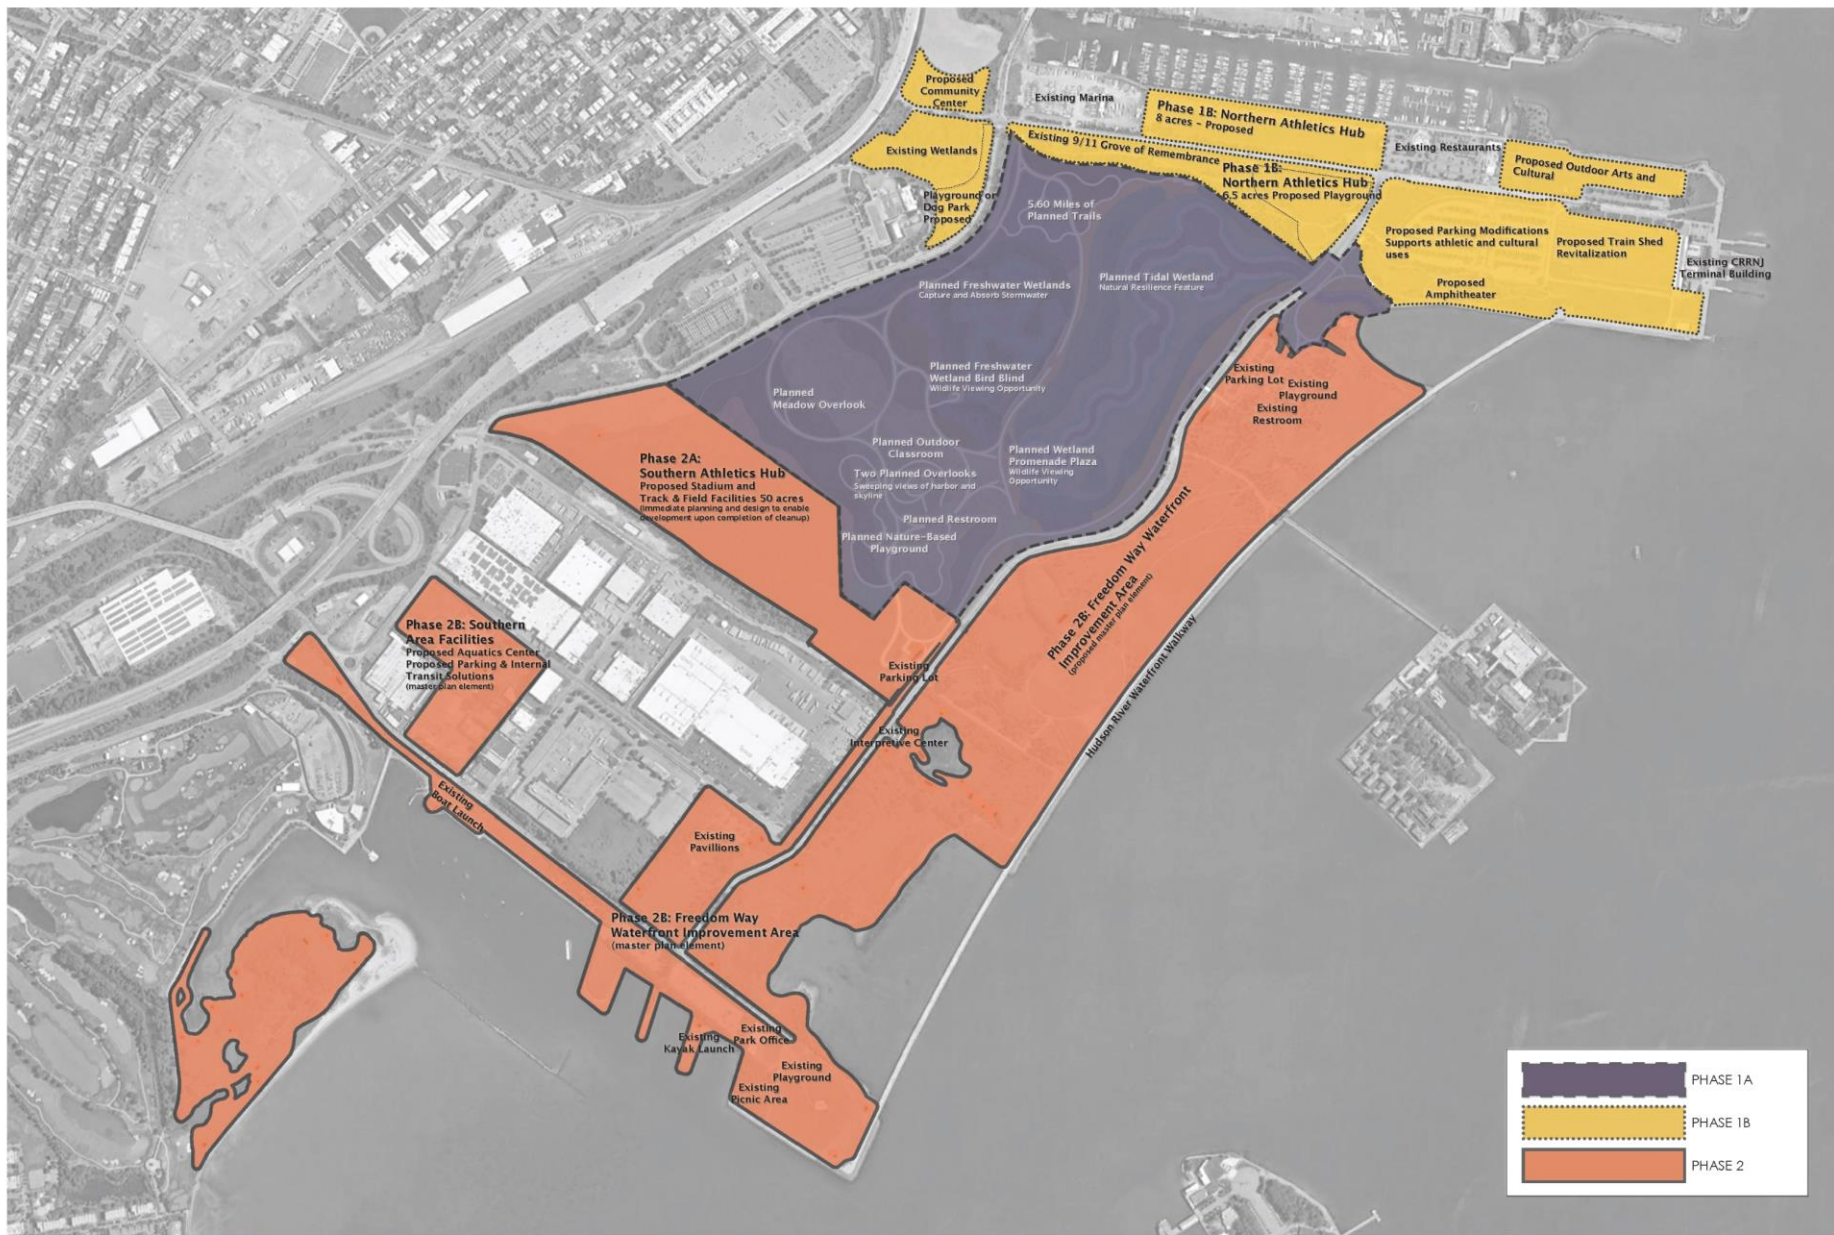 Proposed
Community
Center
Existing Marina
Phase 1B: Northern Athletics Hub
8 acres - Proposed
Existing Wetlands
Existing 9/11 Grove of Remembrance
Existing Restaurants
Proposed Outdoor Arts and
Cultural
Phase 1B:
Northern Athletics Hub
6.5 acres Proposed Playground
Playground or
Dog Park
Proposed
5.60 Miles of
Planned Trails
Proposed Parking Modifications
Supports athletic and cultural
uses
Proposed Train Shed
Revitalization
Existing CRRNJ
Terminal Building
Proposed
Amphitheater
Planned Freshwater Wetlands
Capture and Absorb Stormwater
Planned Tidal Wetland
Natural Resilience Feature
Planned Freshwater
Wetland Bird Blind
Wildlife Viewing Opportunity
Planned
Meadow Overlook
Existing
Parking Lot
Existing
Playground
Existing
Restroom
Planned Outdoor
Classroom
Planned Wetland
Promenade Plaza
Wildlife Viewing
Opportunity
Two Planned Overlooks
Sweeping views of harbor and
skyline
Phase 2A:
Southern Athletics Hub
Proposed Stadium and
Track & Field Facilities 50 acres
(immediate planning and design to enable
development upon completion of cleanup)
Planned Restroom
Planned Nature-Based
Playground
Phase 2B: Freedom Way Waterfront
Improvement Area
(proposed master plan element)
Hudson River Waterfront Walkway
Phase 2B: Southern
Area Facilities
Proposed Aquatics Center
Proposed Parking & Internal
Transit Solutions
(master plan element)
Existing
Parking Lot
Existing
Interpretive Center
Existing
Boat Launch
Existing
Pavillions
Phase 2B: Freedom Way
Waterfront Improvement Area
(master plan element)
Existing
Kayak Launch
Existing
Park Office
Existing
Playground
Existing
Picnic Area
PHASE 1A
PHASE 1B
PHASE 2